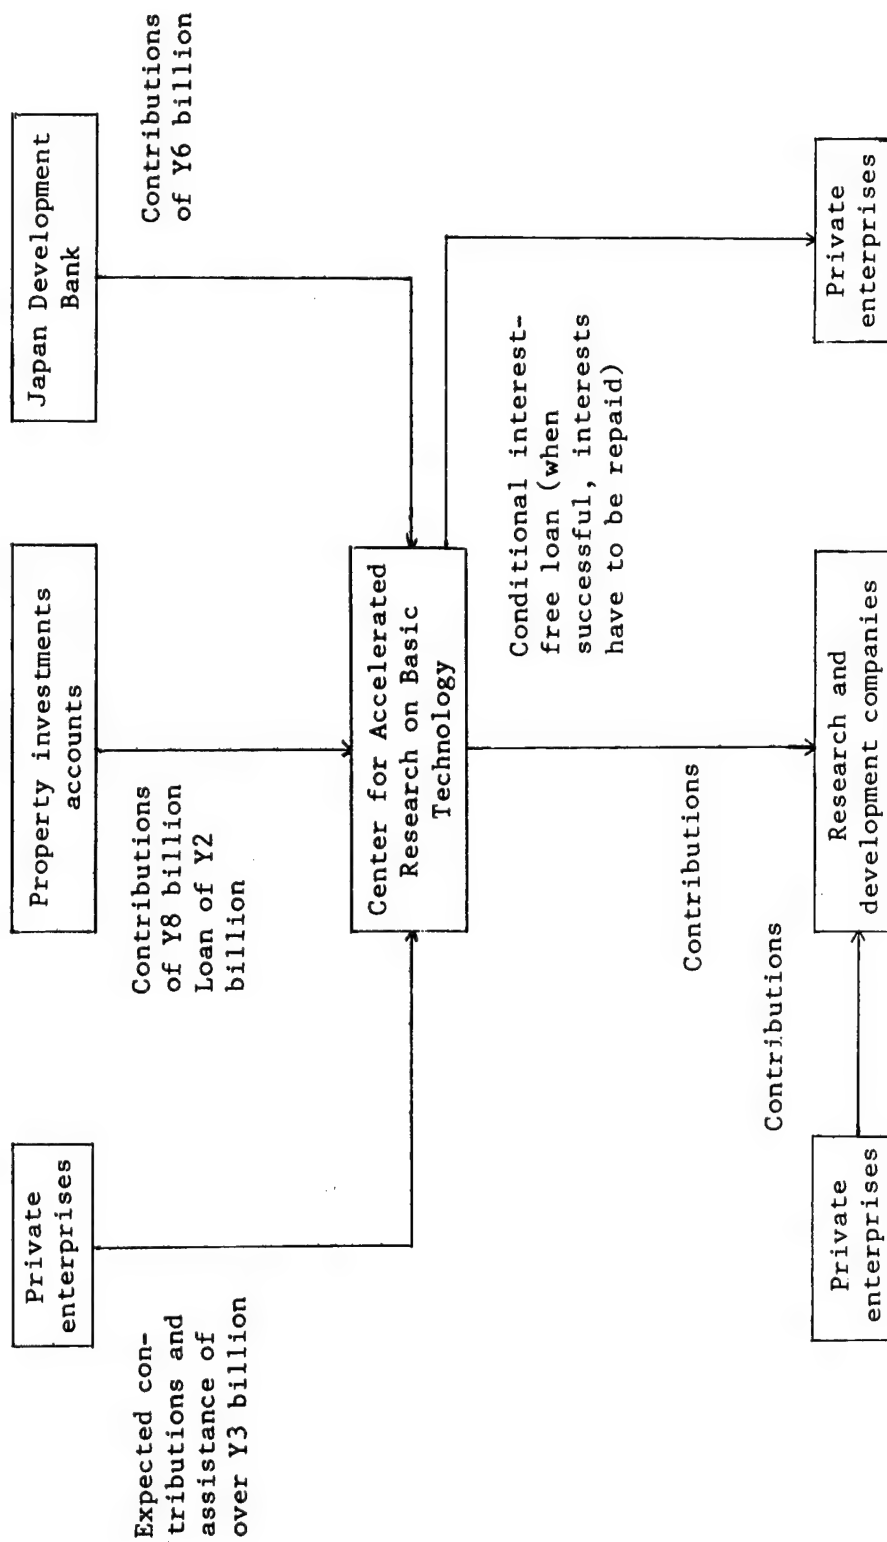 Private
enterprises
Property investments
accounts
Japan Development
Bank
Expected con-
tributions and
assistance of
over Y3 billion
Contributions
of Y8 billion
Loan of Y2
billion
Contributions
of Y6 billion
Center for Accelerated
Research on Basic
Technology
Conditional interest-
free loan (when
successful, interests
have to be repaid)
Contributions
Contributions
Private
enterprises
Research and
development companies
Private
enterprises